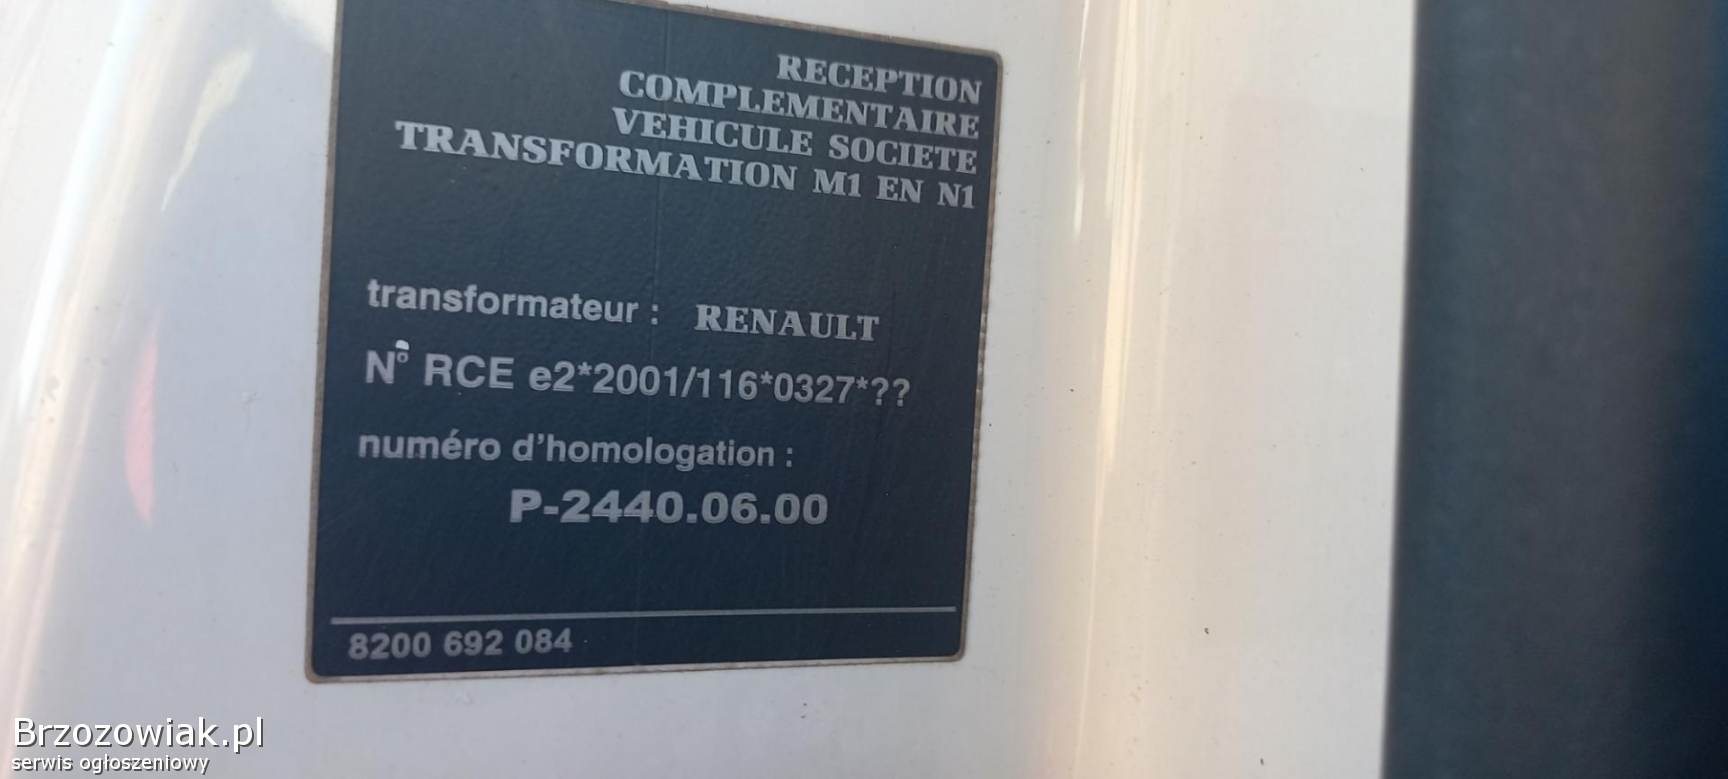 RECEPTION
COMPLEMENTAIRE
VEHICULE SOCIETE
TRANSFORMATION M1 EN N1
transformateur : RENAULT
N° RCE e2*2001/116*0327*??
numéro d'homologation :
P-2440.06.00
8200 692 084
Brzozowiak.pl
serwis ogłoszeniowy